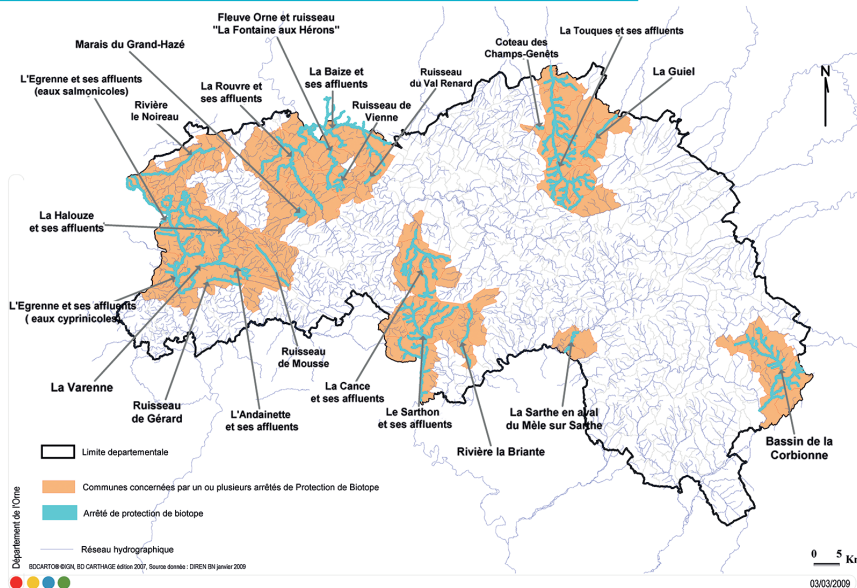 Fleuve Orne et ruisseau
"La Fontaine aux Hérons"
La Touques et ses affluents
Marais du Grand-Hazé
Coteau des
Champs-Genêts
L'Egrenne et ses affluents
(eaux salmonicoles)
La Rouvre et
ses affluents
La Baize et
ses affluents
Ruisseau
du Val Renard
La Guiel
N
Rivière
le Noireau
Ruisseau de
Vienne
La Halouze
et ses affluents
L'Egrenne et ses affluents
( eaux cyprinicoles)
Ruisseau
de Mousse
La Varenne
La Cance
et ses affluents
Ruisseau
de Gérard
L'Andainette
et ses affluents
Le Sarthon
et ses affluents
La Sarthe en aval
du Mèle sur Sarthe
Rivière la Briante
Bassin de la
Corbionne
Limite departementale
Communes concernées par un ou plusieurs arrêtés de Protection de Biotope
Arrêté de protection de biotope
Réseau hydrographique
Département de l'Orne
BDCARTO® ©IGN, BD CARTHAGE édition 2007, Source donnée : DIREN BN janvier 2009
0 5 Km
03/03/2009